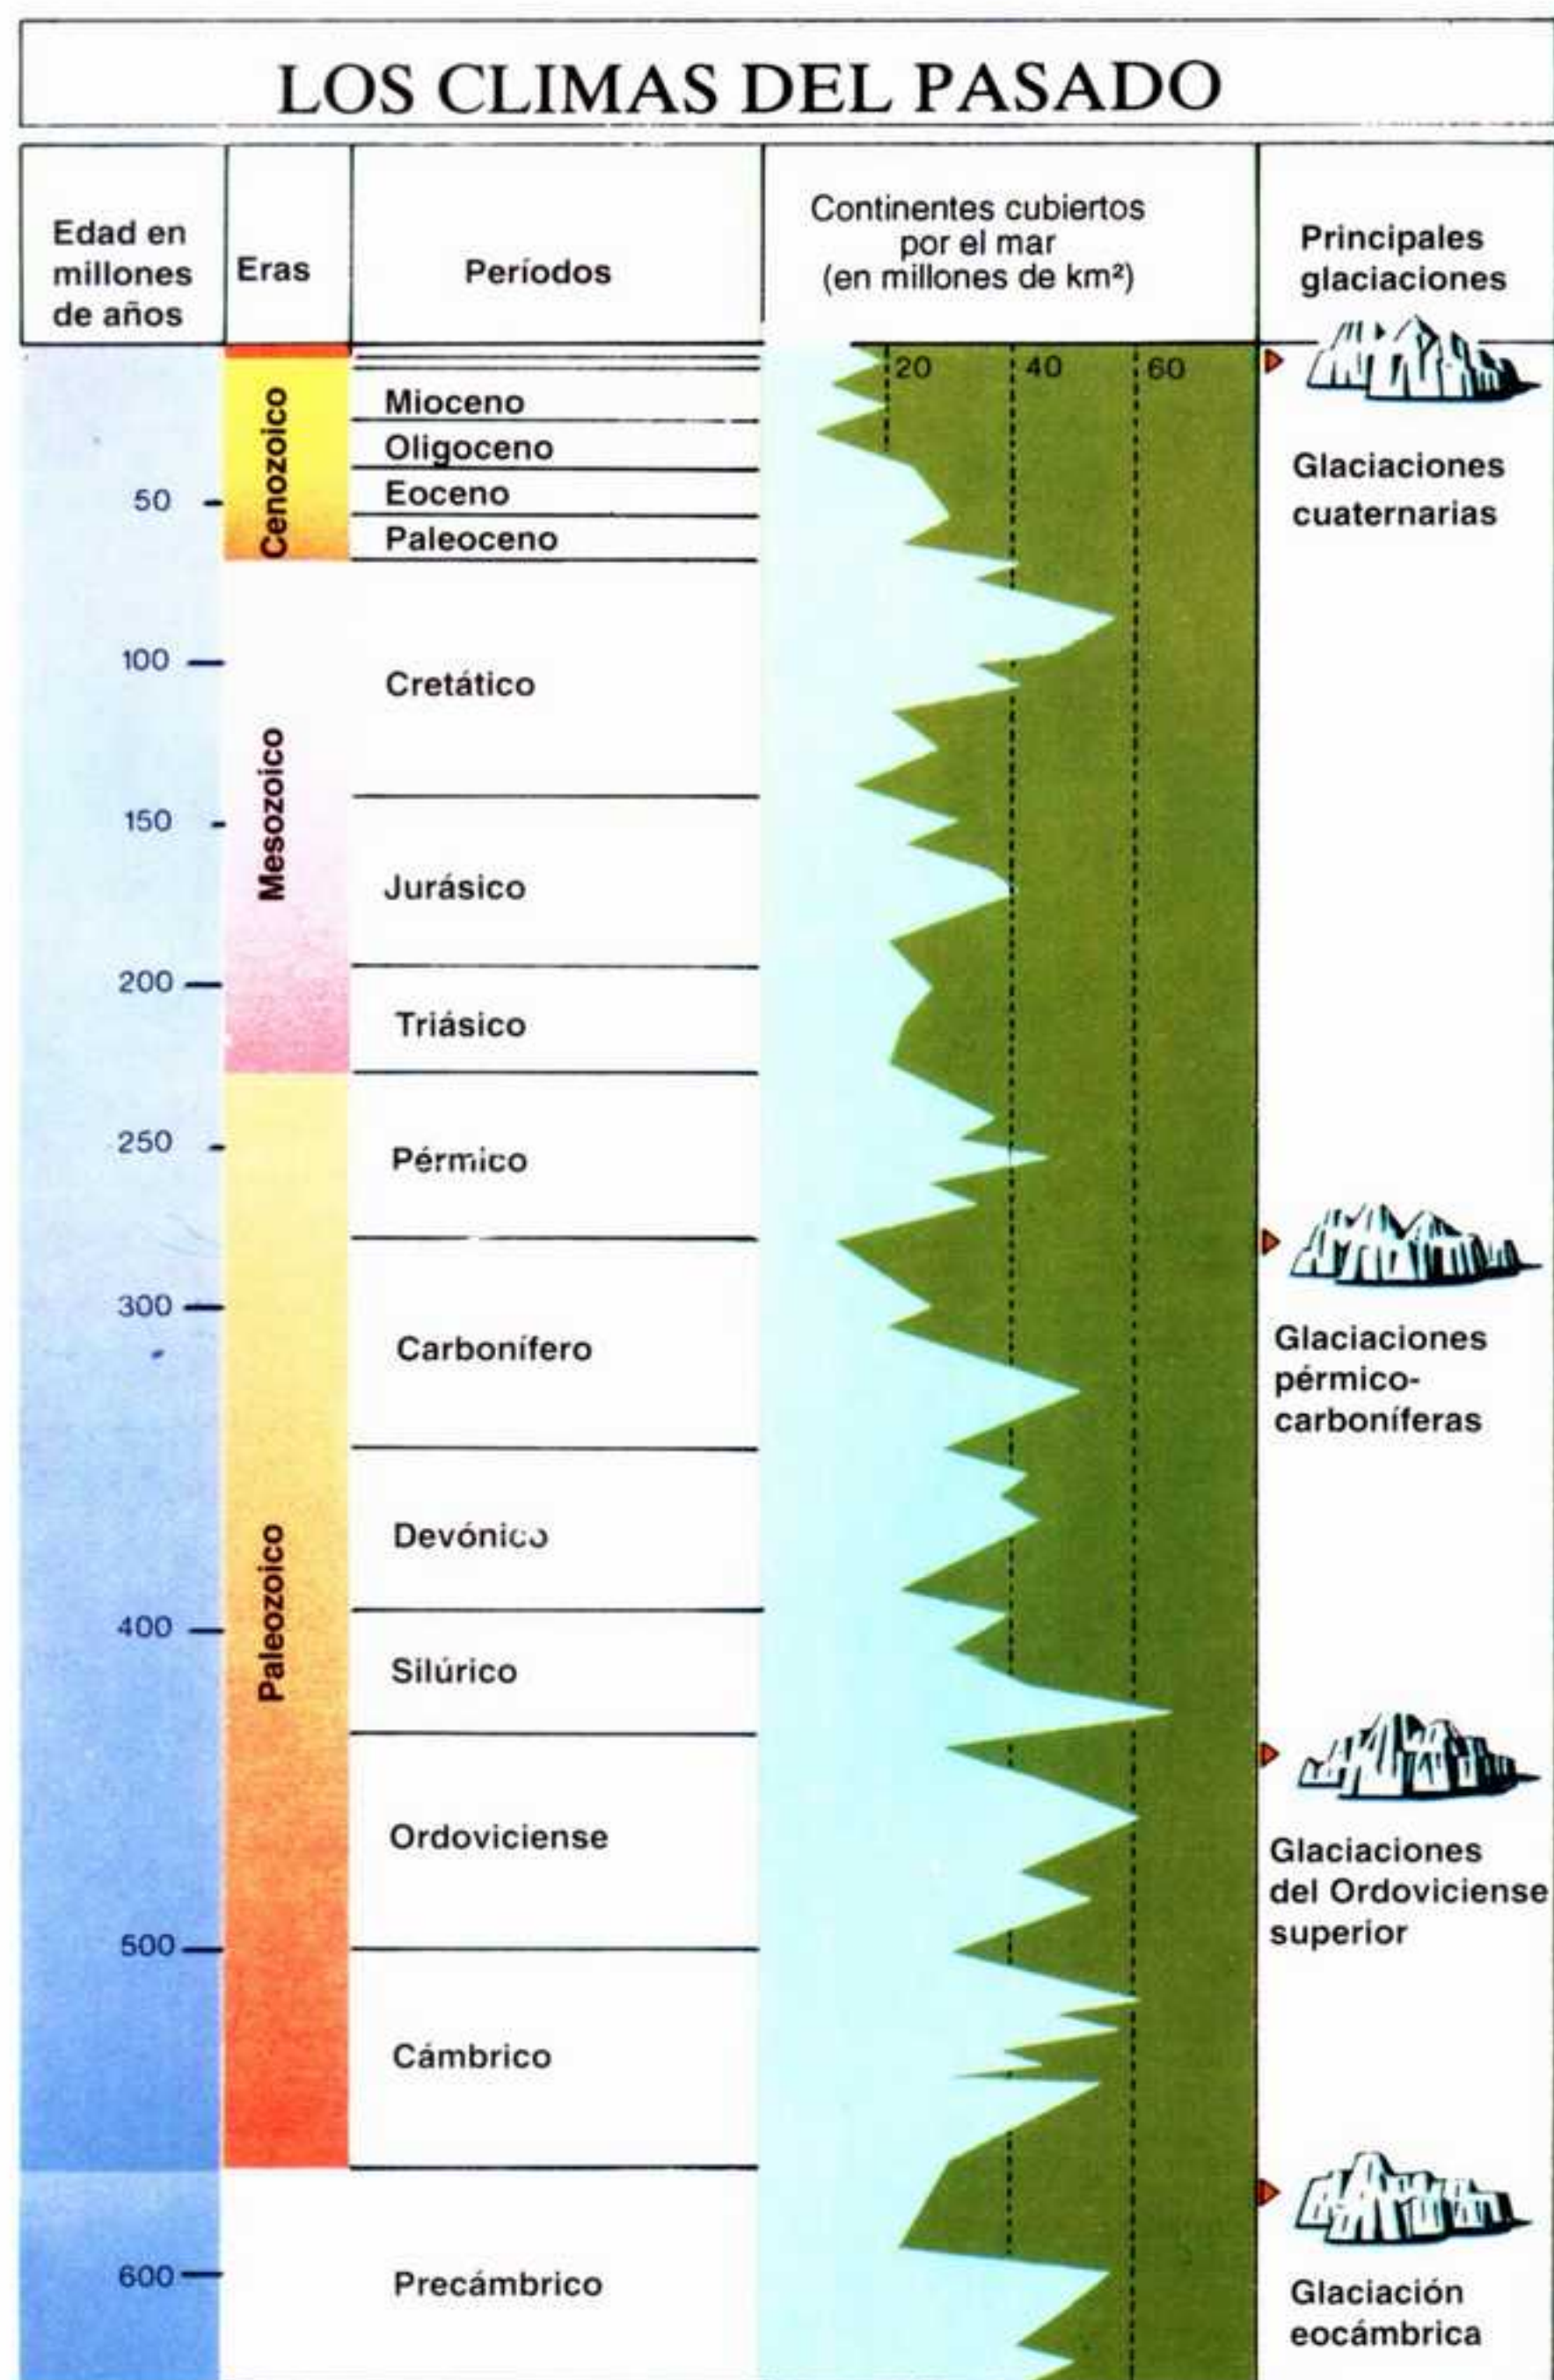 LOS CLIMAS DEL PASADO
Edad en
millones
de años
Eras
Períodos
Continentes cubiertos
por el mar
(en millones de km²)
Principales
glaciaciones
20
40
60
Cenozoico
Mioceno
Oligoceno
Eoceno
Paleoceno
50
Glaciaciones
cuaternarias
Mesozoico
100
Cretático
150
Jurásico
200
Triásico
Paleozoico
250
Pérmico
300
Carbonífero
Glaciaciones
pérmico-
carboníferas
Devónico
400
Silúrico
Ordoviciense
Glaciaciones
del Ordoviciense
superior
500
Cámbrico
600
Precámbrico
Glaciación
eocámbrica